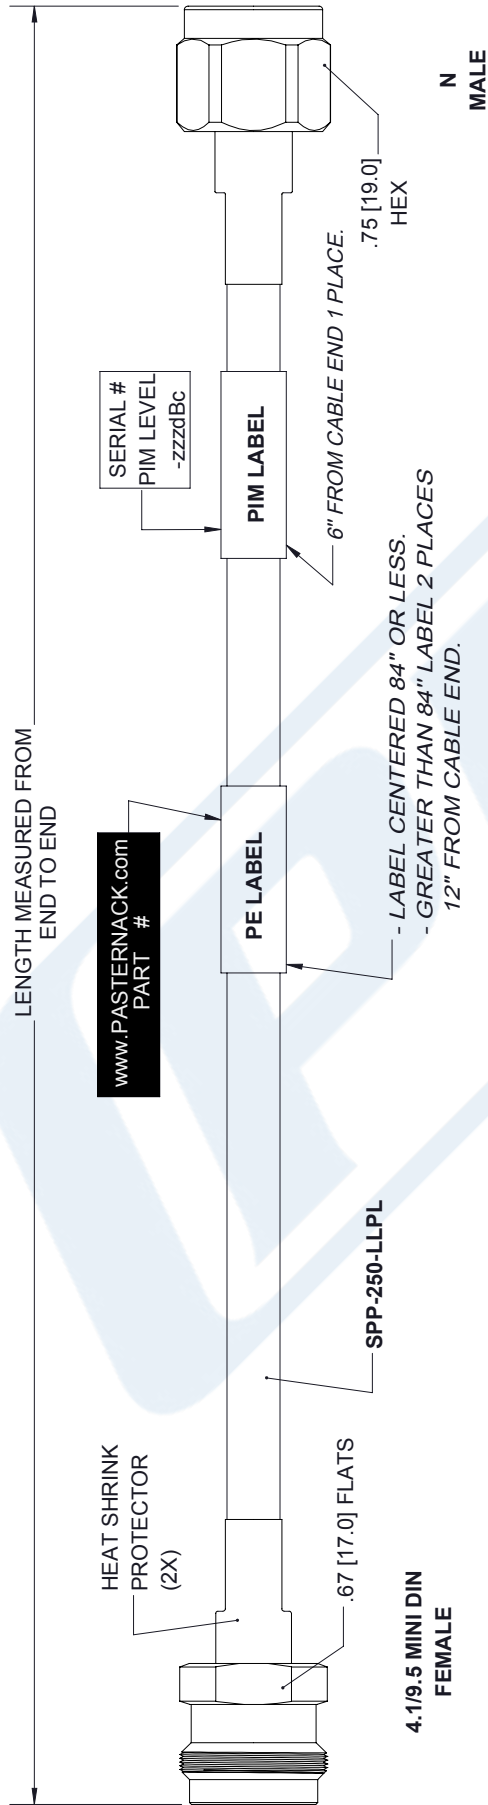 LENGTH MEASURED FROM
END TO END
HEAT SHRINK
PROTECTOR
(2X)
www.PASTERNACK.com
PART #
SERIAL #
PIM LEVEL
-zzzdBc
PE LABEL
PIM LABEL
.67 [17.0] FLATS
SPP-250-LLPL
- LABEL CENTERED 84" OR LESS.
- GREATER THAN 84" LABEL 2 PLACES
12" FROM CABLE END.
6" FROM CABLE END 1 PLACE.
.75 [19.0]
HEX
4.1/9.5 MINI DIN
FEMALE
N
MALE